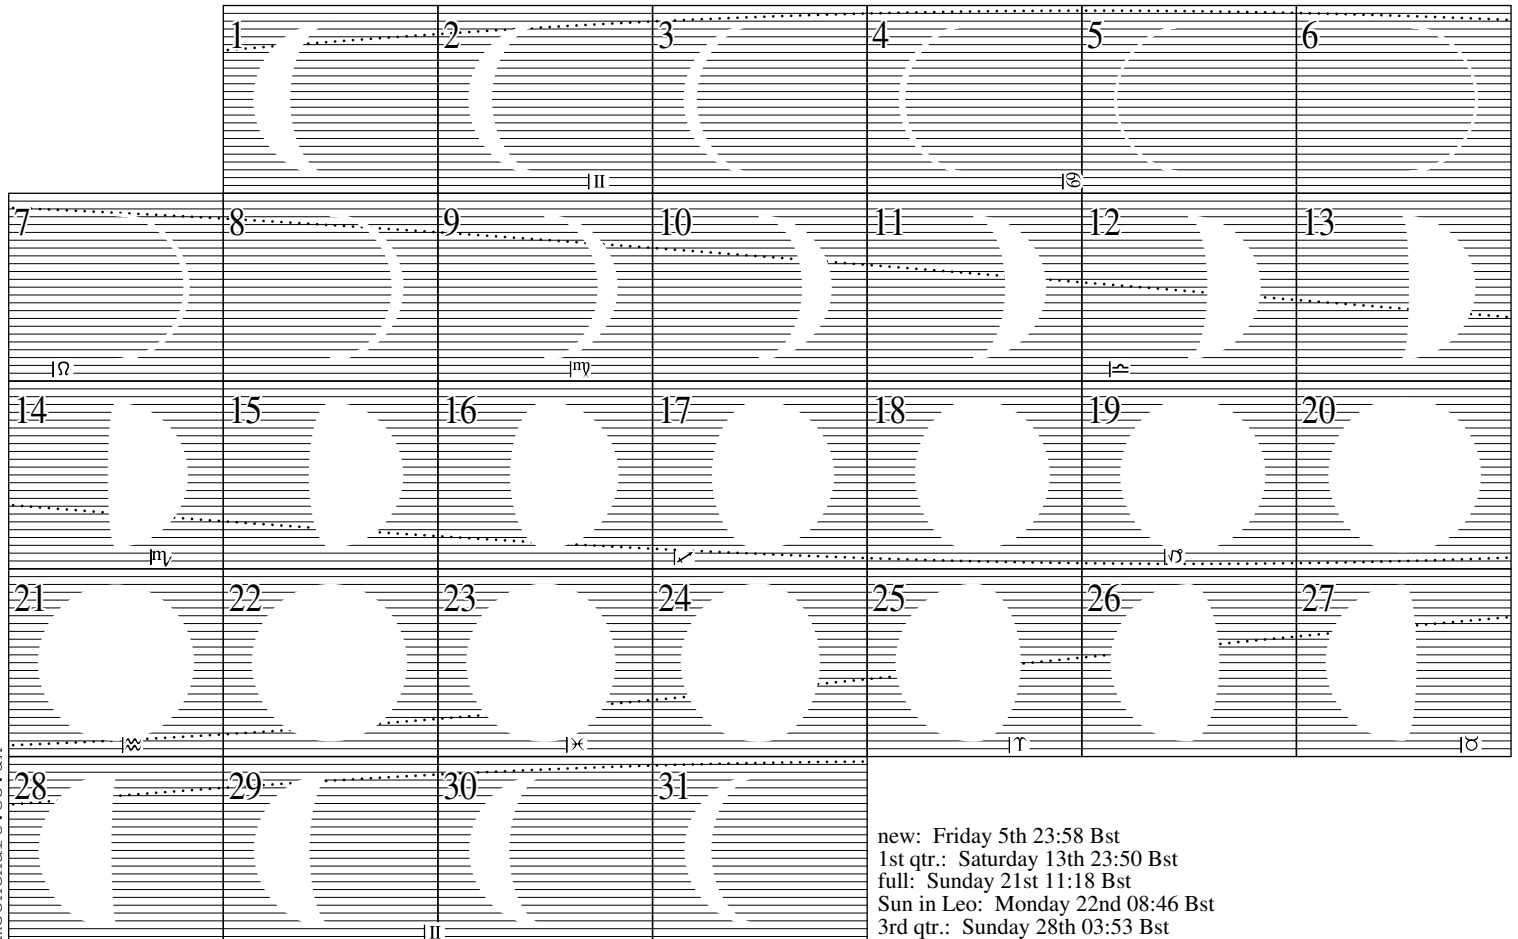 1 2 3 4 5 6
♊ ♋
7 8 9 10 11 12 13
♌ ♍ ♎
14 15 16 17 18 19 20
♏ ♐ ♑
21 22 23 24 25 26 27
♒ ♓ ♈ ♉
28 29 30 31
♊
new: Friday 5th 23:58 Bst
1st qtr.: Saturday 13th 23:50 Bst
full: Sunday 21st 11:18 Bst
Sun in Leo: Monday 22nd 08:46 Bst
3rd qtr.: Sunday 28th 03:53 Bst